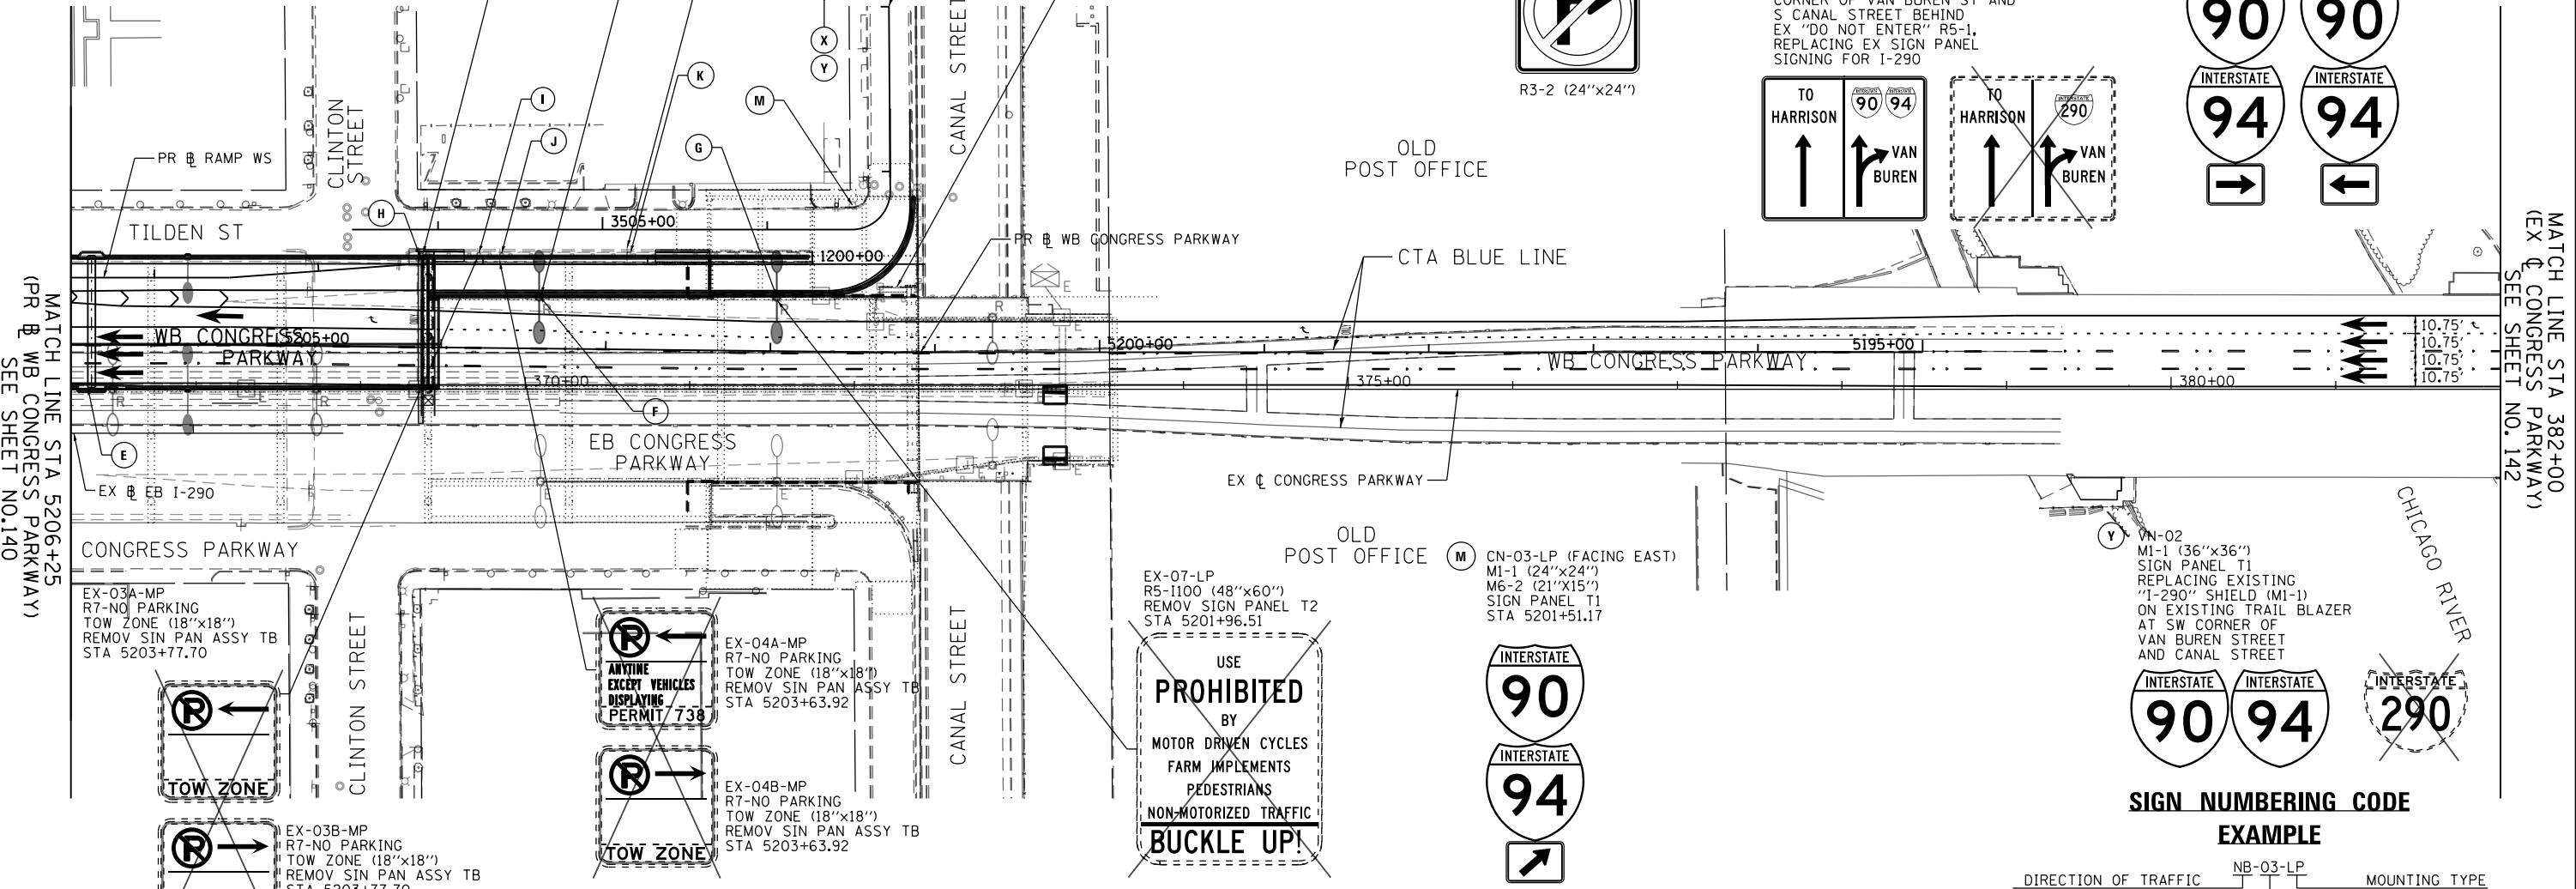 CORNER OF VAN BUREN ST AND
S CANAL STREET BEHIND
EX "DO NOT ENTER" R5-1,
REPLACING EX SIGN PANEL
SIGNING FOR I-290
R3-2 (24"x24")
TO
HARRISON
90 94
VAN
BUREN
TO
HARRISON
INTERSTATE
290
VAN
BUREN
90
90
INTERSTATE
94
INTERSTATE
94
X
Y
K
I
J
M
G
H
CLINTON
STREET
CANAL STREET
PR B RAMP WS
TILDEN ST
3505+00
1200+00
PR B WB CONGRESS PARKWAY
OLD
POST OFFICE
CTA BLUE LINE
MATCH LINE STA 5206+25
(PR B WB CONGRESS PARKWAY)
SEE SHEET NO.140
WB CONGRESS
PARKWAY
5205+00
5200+00
WB CONGRESS PARKWAY
5195+00
10.75'
10.75'
10.75'
10.75'
370+00
375+00
380+00
MATCH LINE STA 382+00
(EX ℄ CONGRESS PARKWAY)
SEE SHEET NO. 142
R
R
R
R
E
E
E
E
E
E
E
F
EB CONGRESS
PARKWAY
EX B EB I-290
EX ℄ CONGRESS PARKWAY
CONGRESS PARKWAY
OLD
POST OFFICE
CHICAGO RIVER
CLINTON STREET
CANAL STREET
EX-03A-MP
R7-NO PARKING
TOW ZONE (18"x18")
REMOV SIN PAN ASSY TB
STA 5203+77.70
P
TOW ZONE
EX-03B-MP
R7-NO PARKING
TOW ZONE (18"x18")
REMOV SIN PAN ASSY TB
STA 5203+77.70
P
P
ANYTINE
EXCEPT VEHICLES
DISPLAYING
PERMIT 738
EX-04A-MP
R7-NO PARKING
TOW ZONE (18"x18")
REMOV SIN PAN ASSY TB
STA 5203+63.92
P
TOW ZONE
EX-04B-MP
R7-NO PARKING
TOW ZONE (18"x18")
REMOV SIN PAN ASSY TB
STA 5203+63.92
EX-07-LP
R5-I100 (48"x60")
REMOV SIGN PANEL T2
STA 5201+96.51
USE
PROHIBITED
BY
MOTOR DRIVEN CYCLES
FARM IMPLEMENTS
PEDESTRIANS
NON-MOTORIZED TRAFFIC
BUCKLE UP!
M
CN-03-LP (FACING EAST)
M1-1 (24"x24")
M6-2 (21"X15")
SIGN PANEL T1
STA 5201+51.17
INTERSTATE
90
INTERSTATE
94
Y
VN-02
M1-1 (36"x36")
SIGN PANEL T1
REPLACING EXISTING
"I-290" SHIELD (M1-1)
ON EXISTING TRAIL BLAZER
AT SW CORNER OF
VAN BUREN STREET
AND CANAL STREET
INTERSTATE
90
INTERSTATE
94
INTERSTATE
290
SIGN NUMBERING CODE
EXAMPLE
NB-03-LP
DIRECTION OF TRAFFIC
MOUNTING TYPE